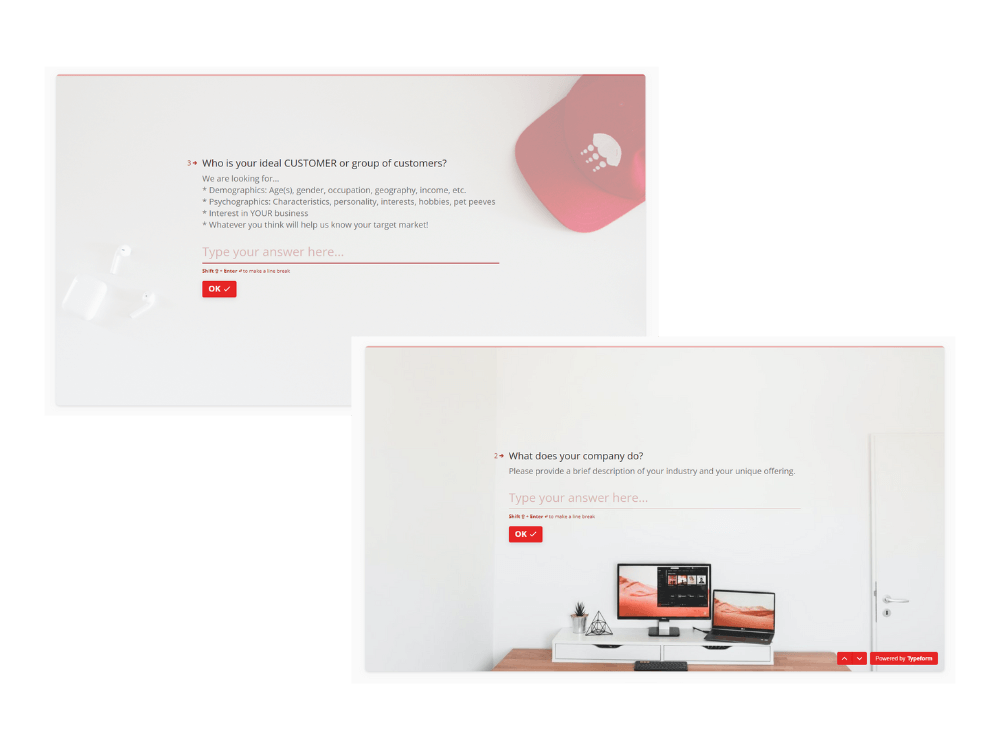 3→ Who is your ideal CUSTOMER or group of customers?
We are looking for...
* Demographics: Age(s), gender, occupation, geography, income, etc.
* Psychographics: Characteristics, personality, interests, hobbies, pet peeves
* Interest in YOUR business
* Whatever you think will help us know your target market!
Type your answer here...
Shift ⇧ + Enter ↵ to make a line break
OK ✓
2→ What does your company do?
Please provide a brief description of your industry and your unique offering.
Type your answer here...
Shift ⇧ + Enter ↵ to make a line break
OK ✓
Powered by Typeform